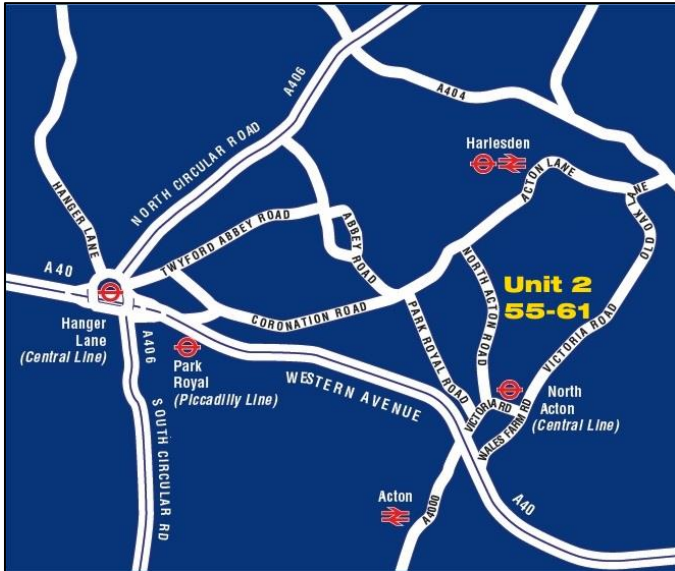 A406
NORTH CIRCULAR ROAD
A404
Harlesden
ACTON LANE
OLD OAK LANE
HANGER LANE
TWYFORD ABBEY ROAD
ABBEY ROAD
A40
Hanger
Lane
(Central Line)
A406
SOUTH CIRCULAR RD
CORONATION ROAD
Park
Royal
(Piccadilly Line)
WESTERN AVENUE
PARK ROYAL ROAD
NORTH ACTON ROAD
Unit 2
55-61
VICTORIA ROAD
VICTORIA RD
WALES FARM RD
North
Acton
(Central Line)
Acton
A4000
A40